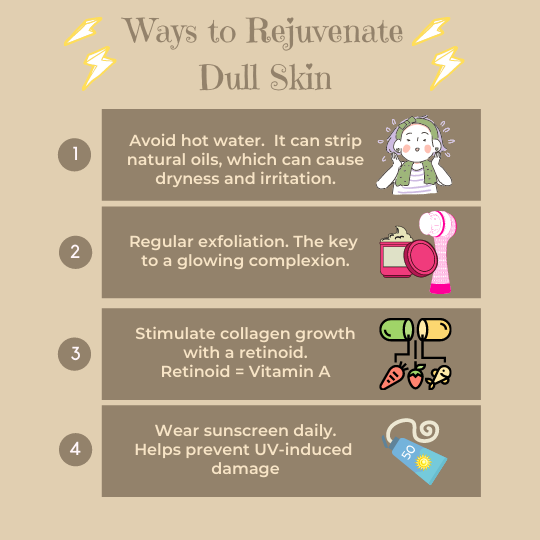 Ways to Rejuvenate
Dull Skin
1
Avoid hot water. It can strip
natural oils, which can cause
dryness and irritation.
2
Regular exfoliation. The key
to a glowing complexion.
3
Stimulate collagen growth
with a retinoid.
Retinoid = Vitamin A
4
Wear sunscreen daily.
Helps prevent UV-induced
damage
50